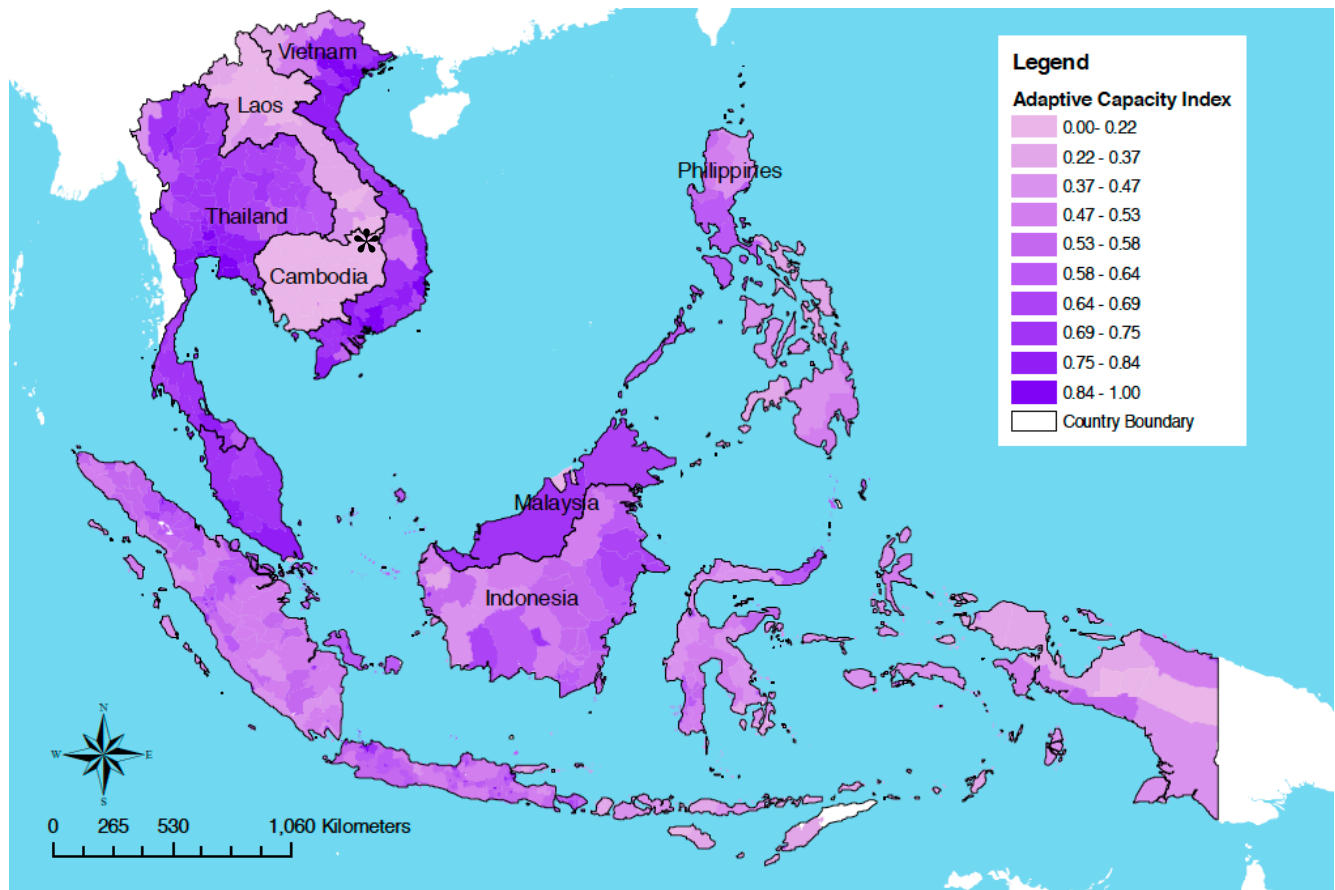 Vietnam
Laos
Thailand
Cambodia
*
Philippines
Malaysia
Indonesia
Legend
Adaptive Capacity Index
0.00- 0.22
0.22 - 0.37
0.37 - 0.47
0.47 - 0.53
0.53 - 0.58
0.58 - 0.64
0.64 - 0.69
0.69 - 0.75
0.75 - 0.84
0.84 - 1.00
Country Boundary
N
W E
S
0 265 530 1,060 Kilometers